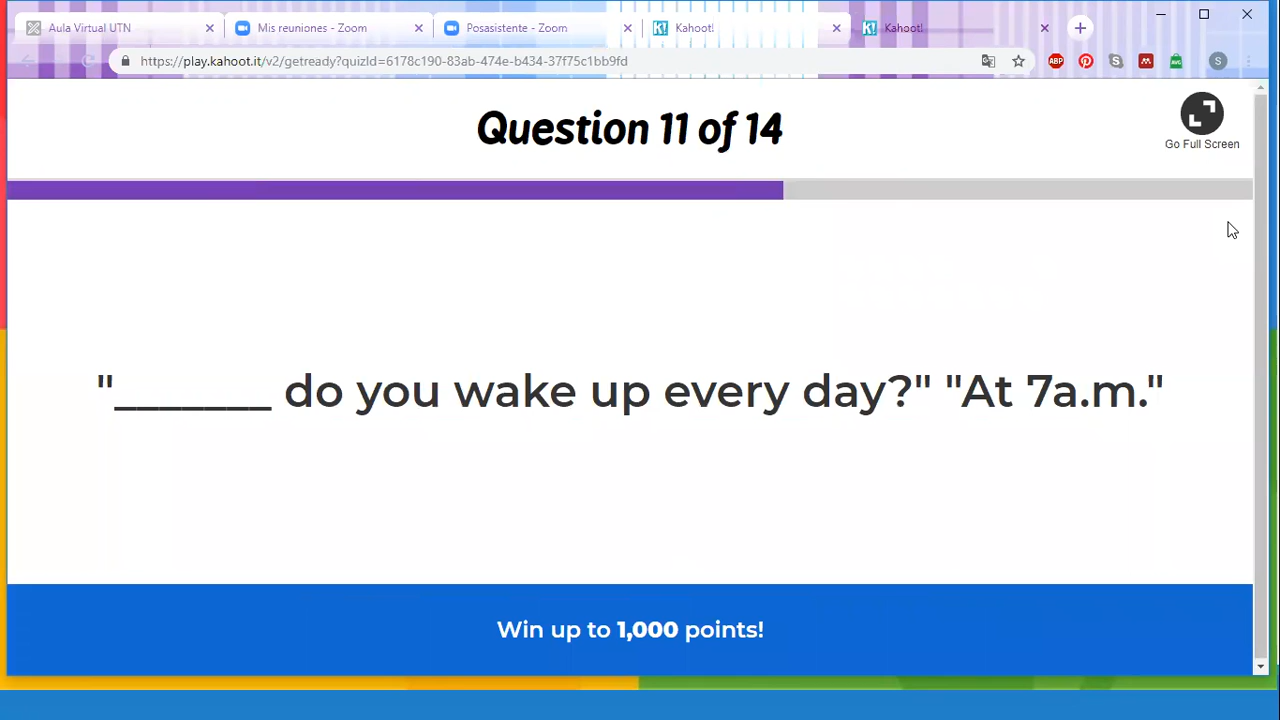 Aula Virtual UTN
Mis reuniones - Zoom
Posasistente - Zoom
Kahoot!
Kahoot!
https://play.kahoot.it/v2/getready?quizId=6178c190-83ab-474e-b434-37f75c1bb9fd
ABP
S
Question 11 of 14
Go Full Screen
"_______ do you wake up every day?" "At 7a.m."
Win up to 1,000 points!